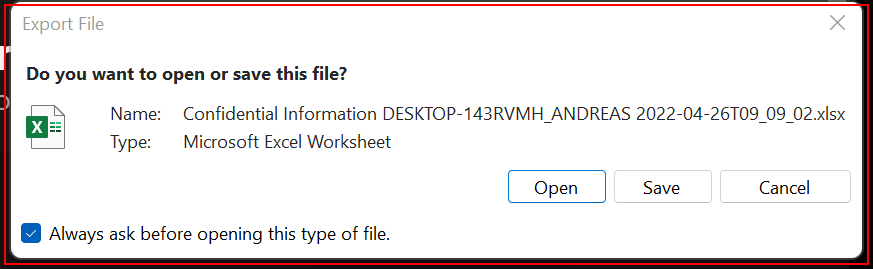 Export File
Do you want to open or save this file?
Name: Confidential Information DESKTOP-143RVMH_ANDREAS 2022-04-26T09_09_02.xlsx
Type: Microsoft Excel Worksheet
Open Save Cancel
Always ask before opening this type of file.